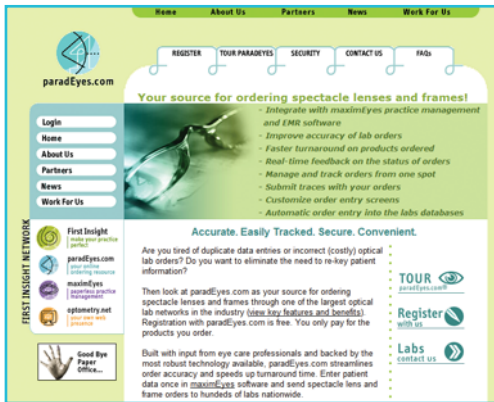 Home About Us Partners News Work For Us
REGISTER TOUR PARADEYES SECURITY CONTACT US FAQs
paradEyes.com
Your source for ordering spectacle lenses and frames!
- Integrate with maximEyes practice management
and EMR software
- Improve accuracy of lab orders
- Faster turnaround on products ordered
- Real-time feedback on the status of orders
- Manage and track orders from one spot
- Submit traces with your orders
- Customize order entry screens
- Automatic order entry into the labs databases
Login
Home
About Us
Partners
News
Work For Us
FIRST INSIGHT NETWORK
First Insight
make your practice
perfect
paradEyes.com
your online
ordering resource
maximEyes
paperless practice
management
optometry.net
your own web
presence
Good Bye
Paper
Office...
Accurate. Easily Tracked. Secure. Convenient.
Are you tired of duplicate data entries or incorrect (costly) optical
lab orders? Do you want to eliminate the need to re-key patient
information?
Then look at paradEyes.com as your source for ordering
spectacle lenses and frames through one of the largest optical
lab networks in the industry (view key features and benefits).
Registration with paradEyes.com is free. You only pay for the
products you order.
Built with input from eye care professionals and backed by the
most robust technology available, paradEyes.com streamlines
order accuracy and speeds up turnaround time. Enter patient
data once in maximEyes software and send spectacle lens and
frame orders to hundeds of labs nationwide.
TOUR
paradEyes.com®
Register
with us
Labs
contact us